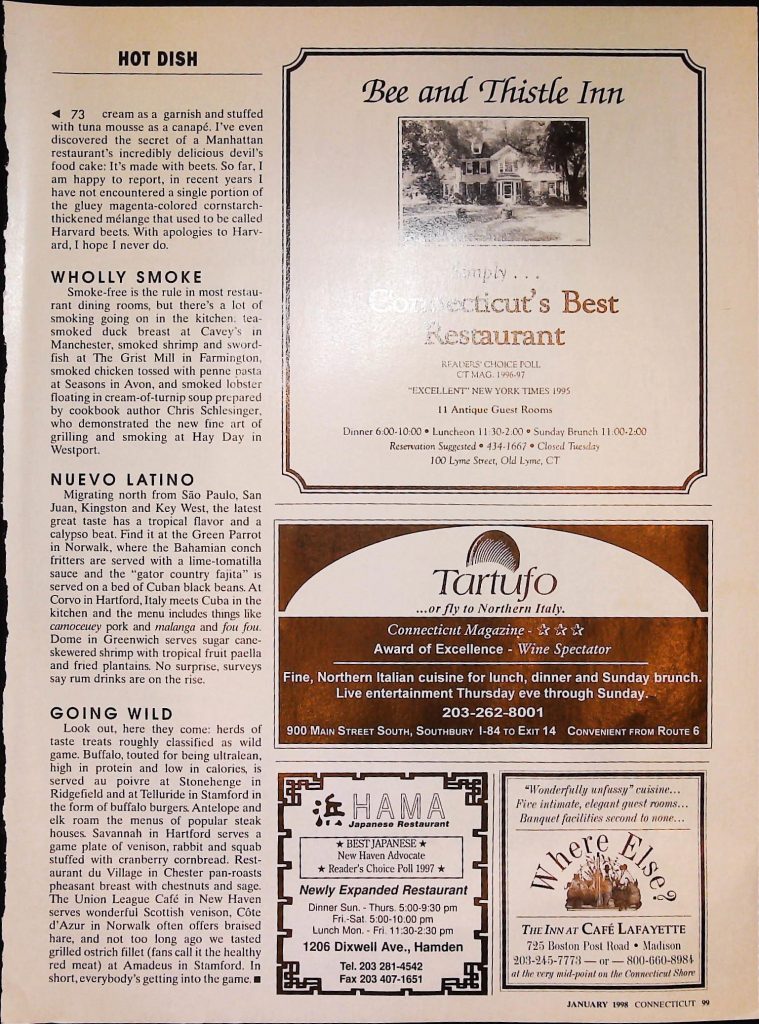 HOT DISH
◄ 73 cream as a garnish and stuffed
with tuna mousse as a canapé. I've even
discovered the secret of a Manhattan
restaurant's incredibly delicious devil's
food cake: It's made with beets. So far, I
am happy to report, in recent years I
have not encountered a single portion of
the gluey magenta-colored cornstarch-
thickened mélange that used to be called
Harvard beets. With apologies to Harv-
ard, I hope I never do.
WHOLLY SMOKE
Smoke-free is the rule in most restau-
rant dining rooms, but there's a lot of
smoking going on in the kitchen: tea-
smoked duck breast at Cavey's in
Manchester, smoked shrimp and sword-
fish at The Grist Mill in Farmington,
smoked chicken tossed with penne pasta
at Seasons in Avon, and smoked lobster
floating in cream-of-turnip soup prepared
by cookbook author Chris Schlesinger,
who demonstrated the new fine art of
grilling and smoking at Hay Day in
Westport.
NUEVO LATINO
Migrating north from São Paulo, San
Juan, Kingston and Key West, the latest
great taste has a tropical flavor and a
calypso beat. Find it at the Green Parrot
in Norwalk, where the Bahamian conch
fritters are served with a lime-tomatilla
sauce and the "gator country fajita" is
served on a bed of Cuban black beans. At
Corvo in Hartford, Italy meets Cuba in the
kitchen and the menu includes things like
camoceuey pork and malanga and fou fou.
Dome in Greenwich serves sugar cane-
skewered shrimp with tropical fruit paella
and fried plantains. No surprise, surveys
say rum drinks are on the rise.
GOING WILD
Look out, here they come: herds of
taste treats roughly classified as wild
game. Buffalo, touted for being ultralean,
high in protein and low in calories, is
served au poivre at Stonehenge in
Ridgefield and at Telluride in Stamford in
the form of buffalo burgers. Antelope and
elk roam the menus of popular steak
houses. Savannah in Hartford serves a
game plate of venison, rabbit and squab
stuffed with cranberry cornbread. Rest-
aurant du Village in Chester pan-roasts
pheasant breast with chestnuts and sage.
The Union League Café in New Haven
serves wonderful Scottish venison, Côte
d'Azur in Norwalk often offers braised
hare, and not too long ago we tasted
grilled ostrich fillet (fans call it the healthy
red meat) at Amadeus in Stamford. In
short, everybody's getting into the game. ■
Bee and Thistle Inn
Simply . . .
Connecticut's Best
Restaurant
READERS' CHOICE POLL
CT MAG. 1996-97
"EXCELLENT" NEW YORK TIMES 1995
11 Antique Guest Rooms
Dinner 6:00-10:00 • Luncheon 11:30-2:00 • Sunday Brunch 11:00-2:00
Reservation Suggested • 434-1667 • Closed Tuesday
100 Lyme Street, Old Lyme, CT
Tartufo
...or fly to Northern Italy.
Connecticut Magazine - ☆ ☆ ☆
Award of Excellence - Wine Spectator
Fine, Northern Italian cuisine for lunch, dinner and Sunday brunch.
Live entertainment Thursday eve through Sunday.
203-262-8001
900 MAIN STREET SOUTH, SOUTHBURY I-84 TO EXIT 14 CONVENIENT FROM ROUTE 6
浜 HAMA
Japanese Restaurant
★ BEST JAPANESE ★
New Haven Advocate
★ Reader's Choice Poll 1997 ★
Newly Expanded Restaurant
Dinner Sun. - Thurs. 5:00-9:30 pm
Fri.-Sat. 5:00-10:00 pm
Lunch Mon. - Fri. 11:30-2:30 pm
1206 Dixwell Ave., Hamden
Tel. 203 281-4542
Fax 203 407-1651
"Wonderfully unfussy" cuisine...
Five intimate, elegant guest rooms...
Banquet facilities second to none...
Where Else?
THE INN AT CAFÉ LAFAYETTE
725 Boston Post Road • Madison
203-245-7773 — or — 800-660-8984
at the very mid-point on the Connecticut Shore
JANUARY 1998 CONNECTICUT 99